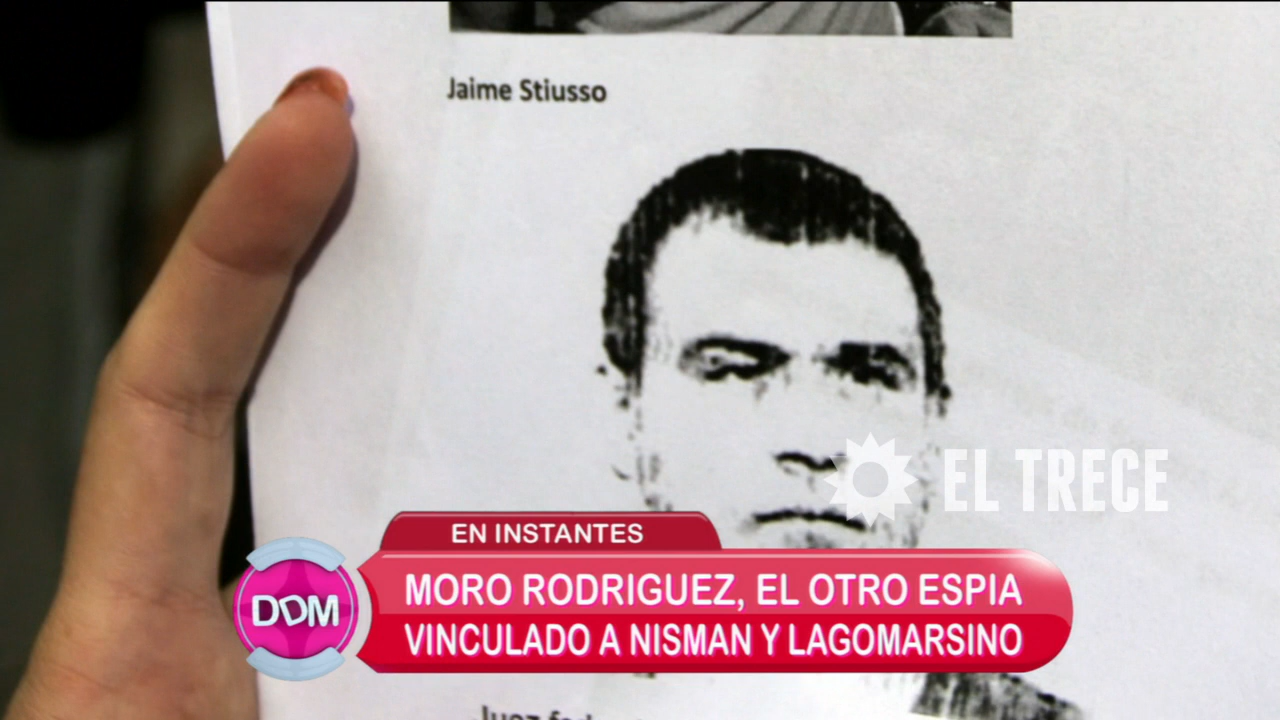 Jaime Stiusso
EL TRECE
EN INSTANTES
DDM
MORO RODRIGUEZ, EL OTRO ESPIA
VINCULADO A NISMAN Y LAGOMARSINO